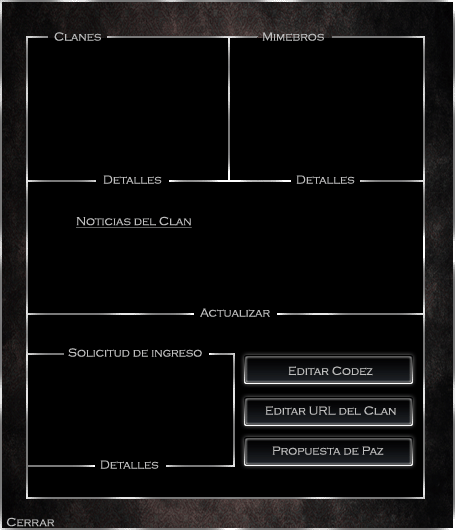 Clanes
Mimebros
Detalles
Detalles
Noticias del Clan
Actualizar
Solicitud de ingreso
Editar Codez
Editar URL del Clan
Propuesta de Paz
Detalles
Cerrar